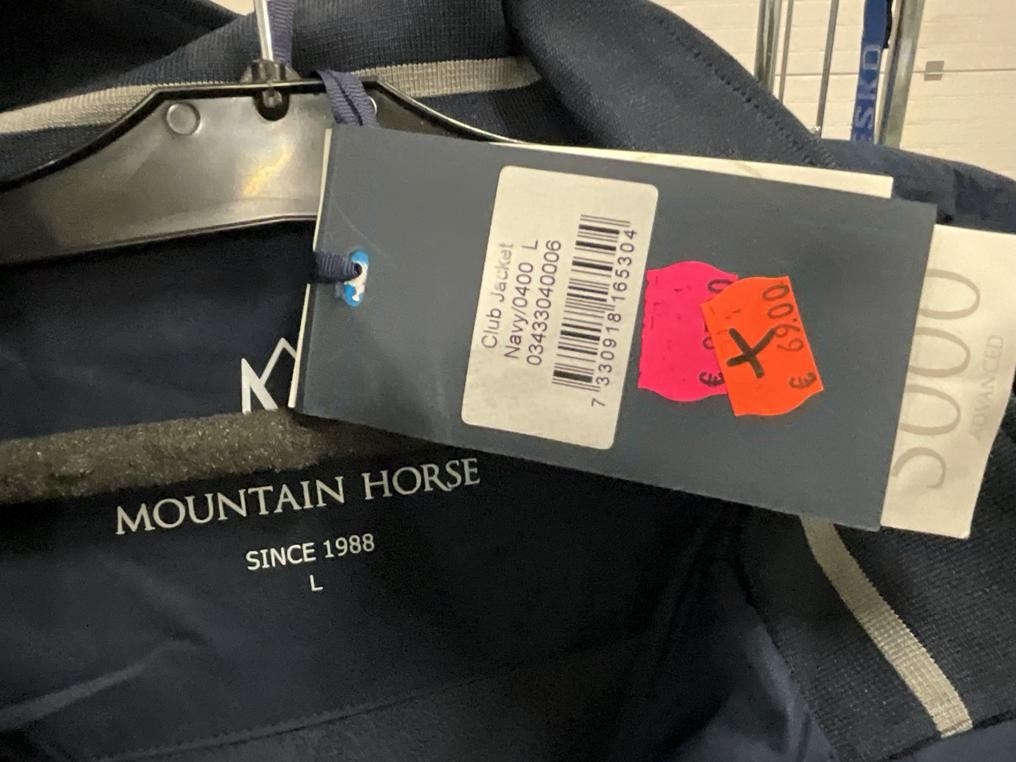 Club Jacket
Navy/0400 L
03433040006
7 330918 165304
€ 69.00
X
5000
ADVANCED
MOUNTAIN HORSE
SINCE 1988
L